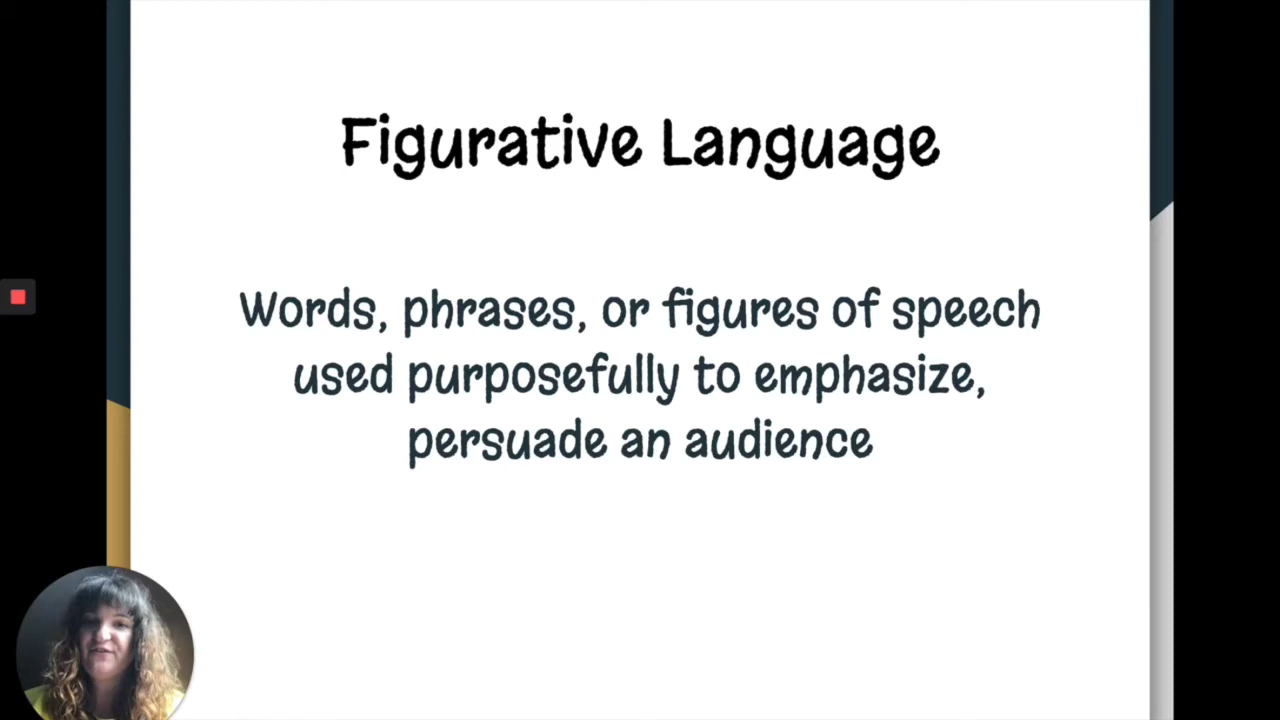 Figurative Language
Words, phrases, or figures of speech
used purposefully to emphasize,
persuade an audience